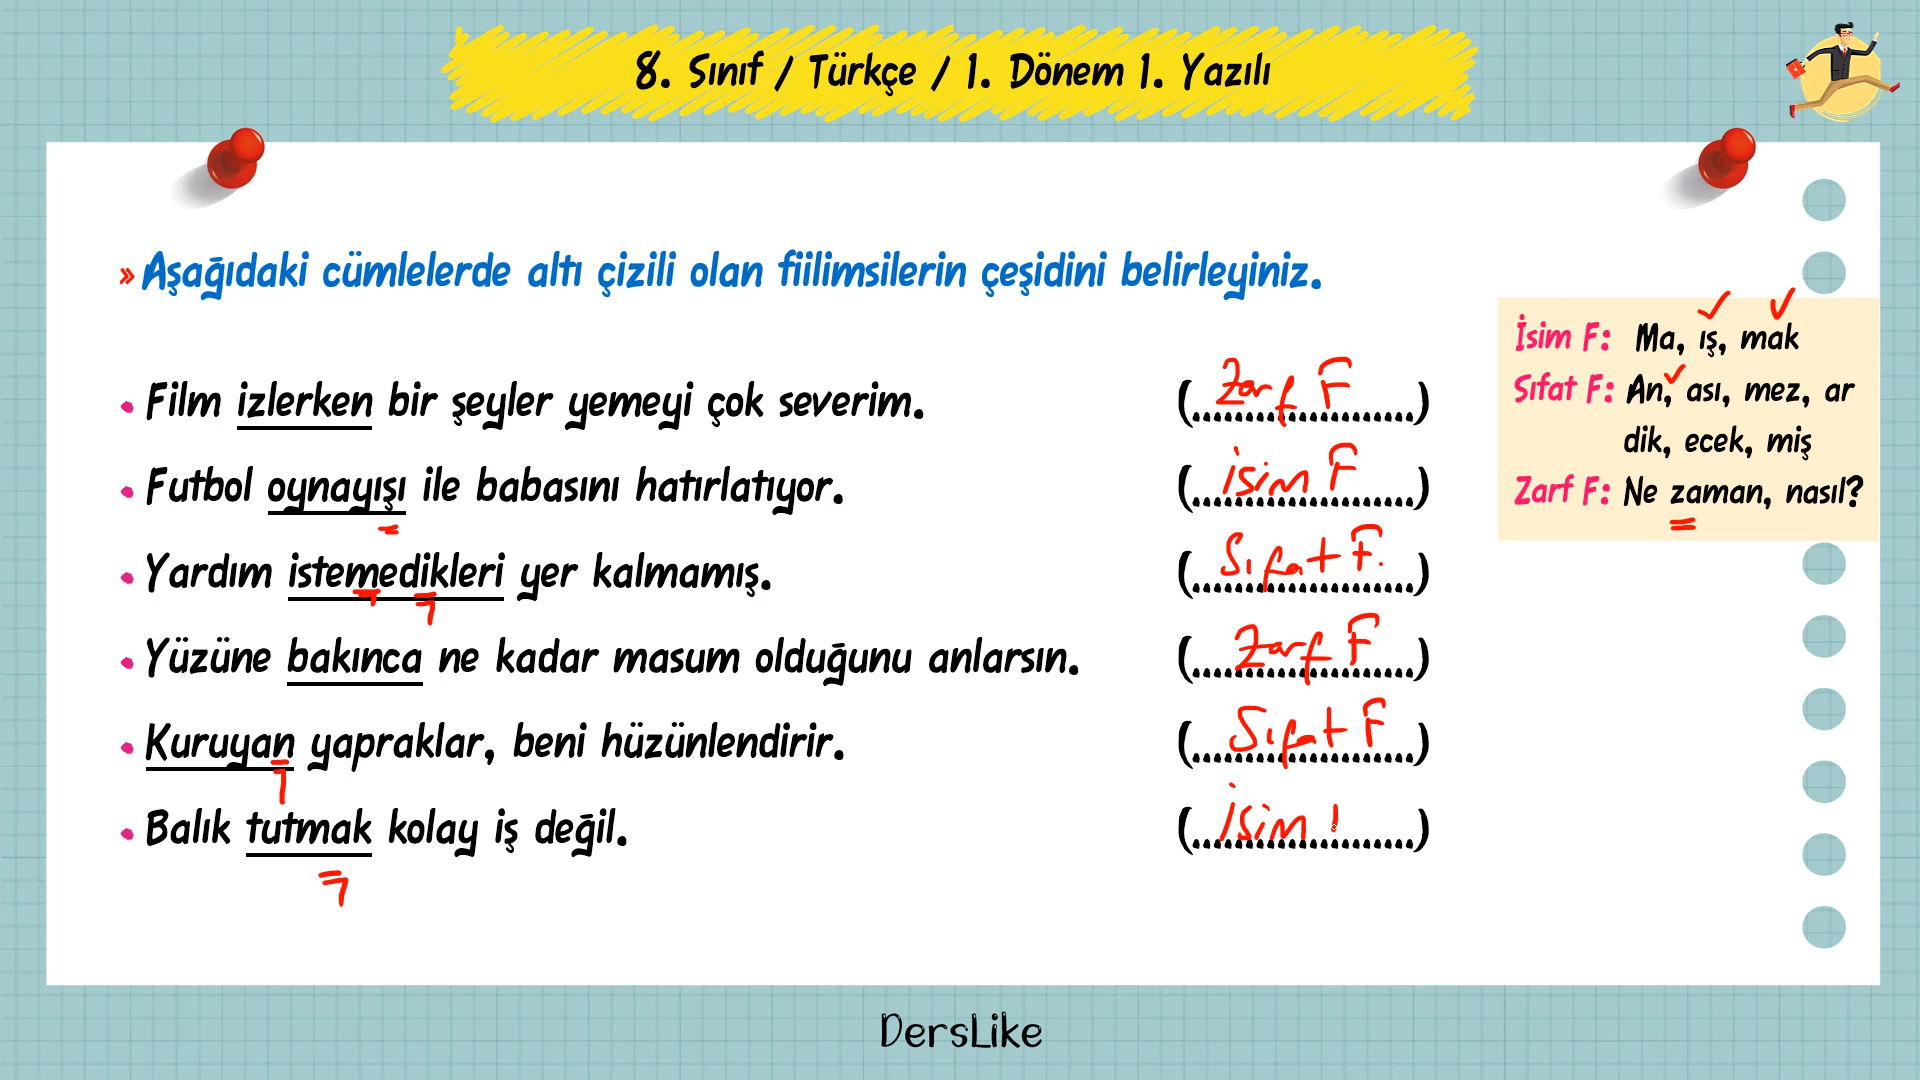 8. Sınıf / Türkçe / 1. Dönem 1. Yazılı
» Aşağıdaki cümlelerde altı çizili olan fiilimsilerin çeşidini belirleyiniz.
• Film izlerken bir şeyler yemeyi çok severim. (Zarf F)
• Futbol oynayışı ile babasını hatırlatıyor. (İsim F)
• Yardım istemedikleri yer kalmamış. (Sıfat F.)
• Yüzüne bakınca ne kadar masum olduğunu anlarsın. (Zarf F)
• Kuruyan yapraklar, beni hüzünlendirir. (Sıfat F)
• Balık tutmak kolay iş değil. (İsim)
İsim F: Ma, ış, mak
Sıfat F: An, ası, mez, ar
dik, ecek, miş
Zarf F: Ne zaman, nasıl?
DersLike